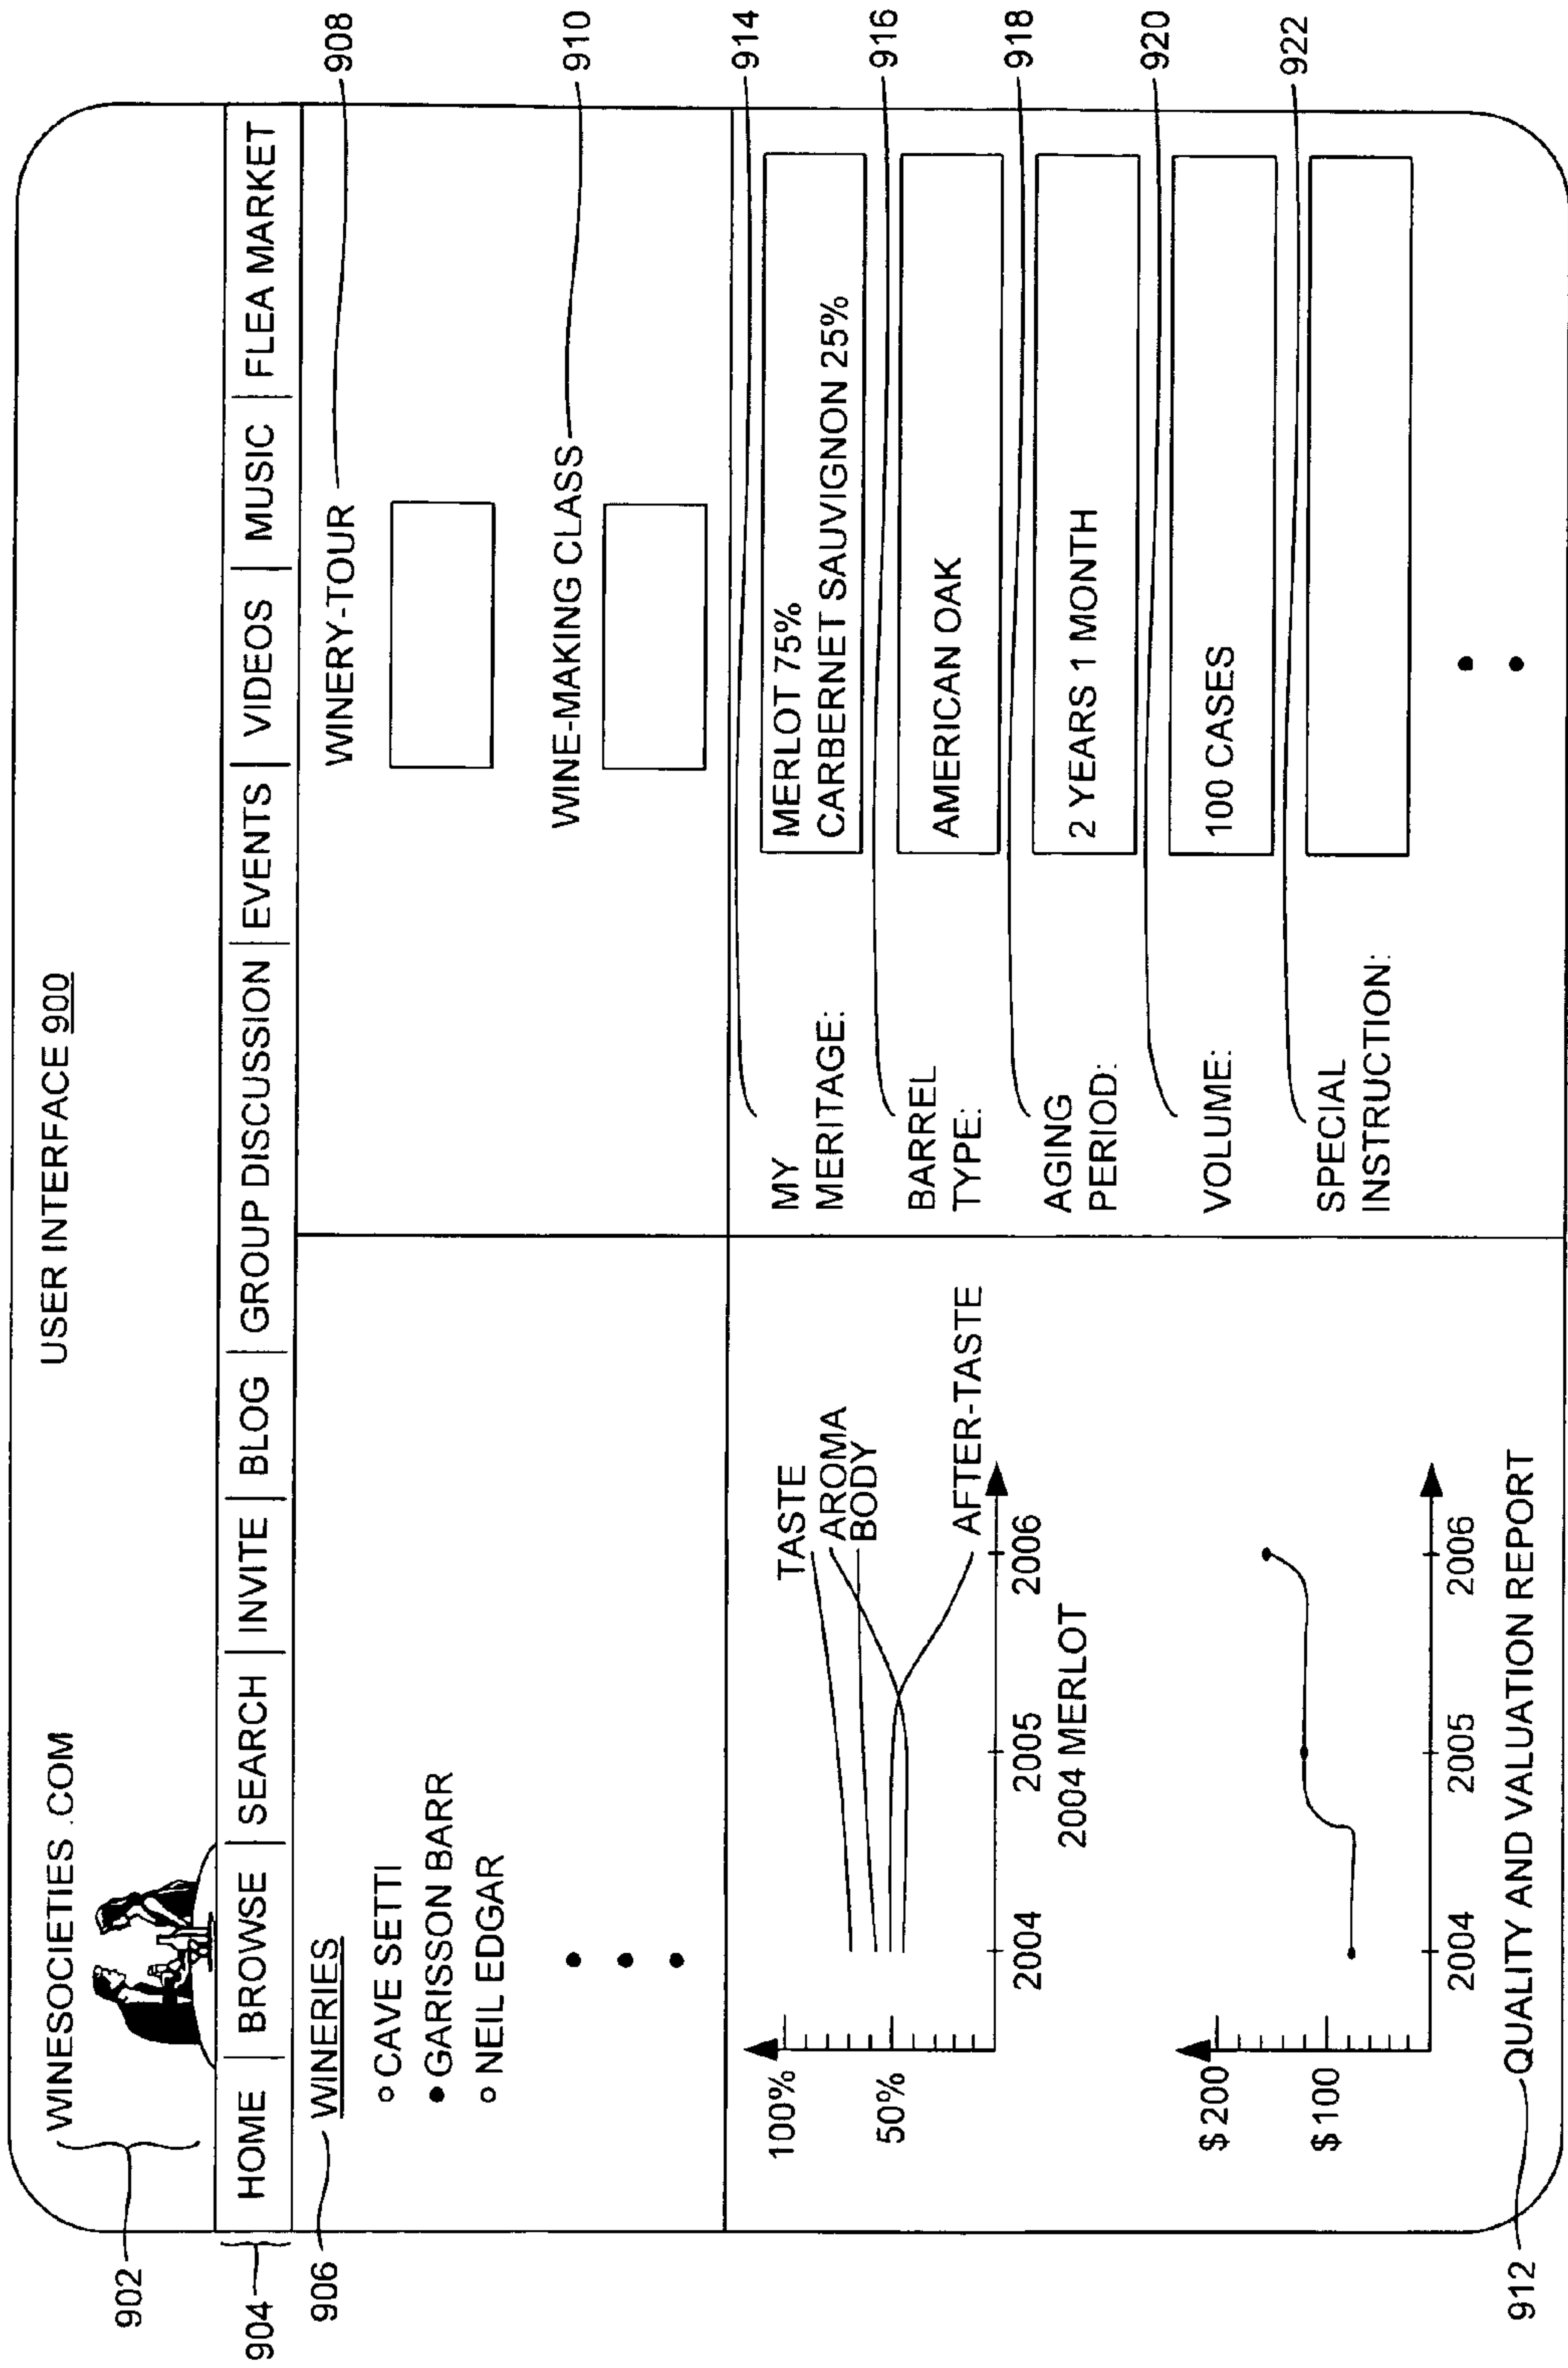 USER INTERFACE 900
902
WINESOCIETIES .COM
904
HOME | BROWSE | SEARCH | INVITE | BLOG | GROUP DISCUSSION | EVENTS | VIDEOS | MUSIC | FLEA MARKET
906
WINERIES
CAVE SETTI
GARISSON BARR
NEIL EDGAR
WINERY-TOUR
908
WINE-MAKING CLASS
910
100%
50%
TASTE
AROMA
BODY
AFTER-TASTE
2004
2005
2006
2004 MERLOT
$200
$100
2004
2005
2006
912
QUALITY AND VALUATION REPORT
MY
MERITAGE:
MERLOT 75%
CARBERNET SAUVIGNON 25%
914
BARREL
TYPE:
AMERICAN OAK
916
AGING
PERIOD:
2 YEARS 1 MONTH
918
VOLUME:
100 CASES
920
SPECIAL
INSTRUCTION:
922